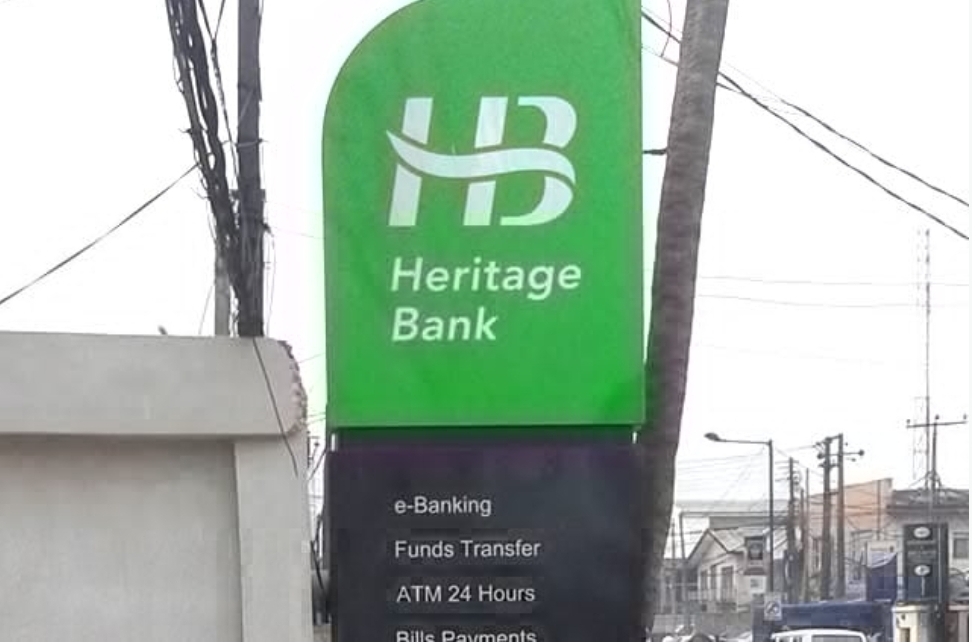 HB
Heritage
Bank
e-Banking
Funds Transfer
ATM 24 Hours
Bills Payments